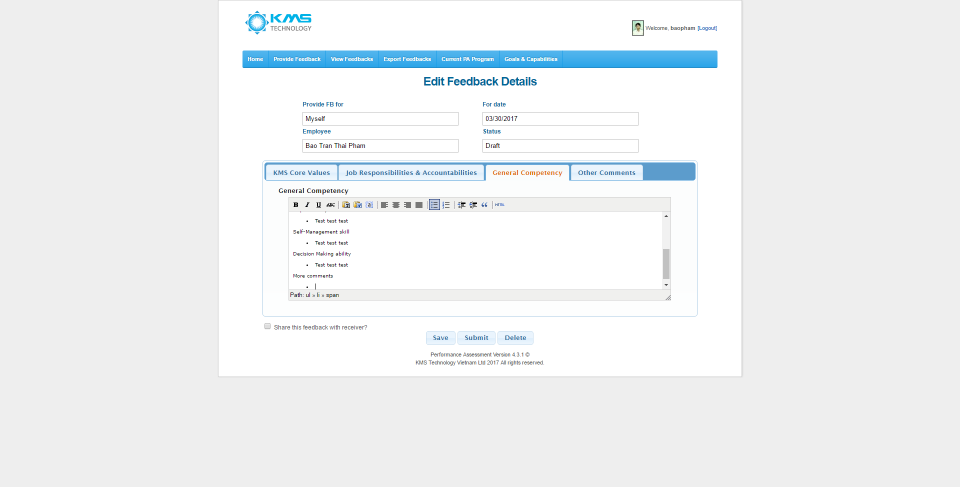 KMS
TECHNOLOGY
Welcome, baopham [Logout]
Home Provide Feedback View Feedbacks Export Feedbacks Current PA Program Goals & Capabilities
Edit Feedback Details
Provide FB for For date
Myself 03/30/2017
Employee Status
Bao Tran Thai Pham Draft
KMS Core Values Job Responsibilities & Accountabilities General Competency Other Comments
General Competency
B I U ABC HTML
• Test test test
Self-Management skill
• Test test test
Decision Making ability
• Test test test
More comments
•
Path: ul » li » span
Share this feedback with receiver?
Save Submit Delete
Performance Assessment Version 4.3.1 ©
KMS Technology Vietnam Ltd 2017 All rights reserved.